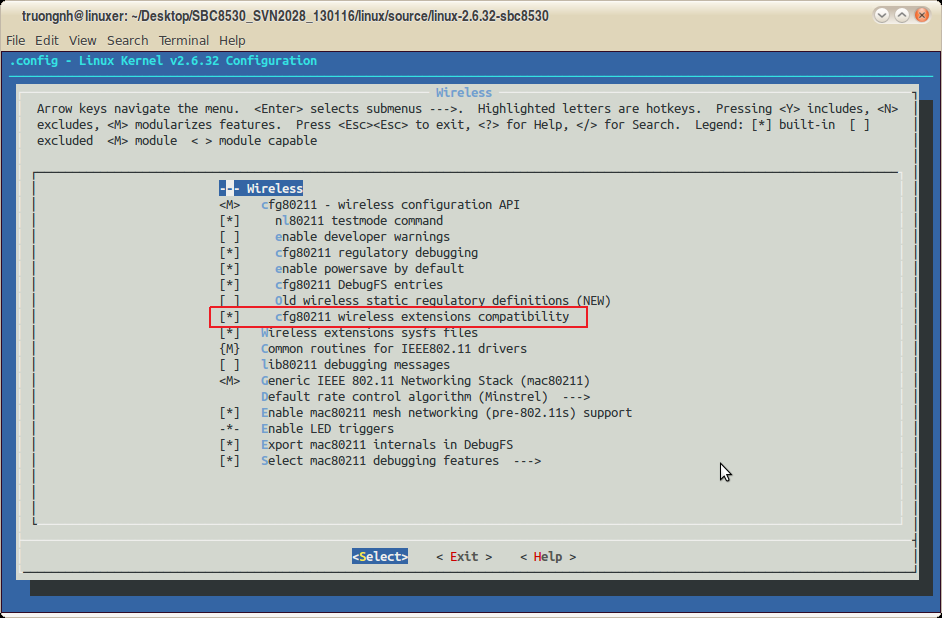 truongnh@linuxer: ~/Desktop/SBC8530_SVN2028_130116/linux/source/linux-2.6.32-sbc8530
File Edit View Search Terminal Help
.config - Linux Kernel v2.6.32 Configuration
Wireless
Arrow keys navigate the menu. <Enter> selects submenus --->. Highlighted letters are hotkeys. Pressing <Y> includes, <N>
excludes, <M> modularizes features. Press <Esc><Esc> to exit, <?> for Help, </> for Search. Legend: [*] built-in [ ]
excluded <M> module < > module capable
--- Wireless
<M> cfg80211 - wireless configuration API
[*] nl80211 testmode command
[ ] enable developer warnings
[*] cfg80211 regulatory debugging
[*] enable powersave by default
[*] cfg80211 DebugFS entries
[ ] Old wireless static regulatory definitions (NEW)
[*] cfg80211 wireless extensions compatibility
[*] Wireless extensions sysfs files
{M} Common routines for IEEE802.11 drivers
[ ] lib80211 debugging messages
<M> Generic IEEE 802.11 Networking Stack (mac80211)
Default rate control algorithm (Minstrel) --->
[*] Enable mac80211 mesh networking (pre-802.11s) support
-*- Enable LED triggers
[*] Export mac80211 internals in DebugFS
[*] Select mac80211 debugging features --->
<Select> < Exit > < Help >